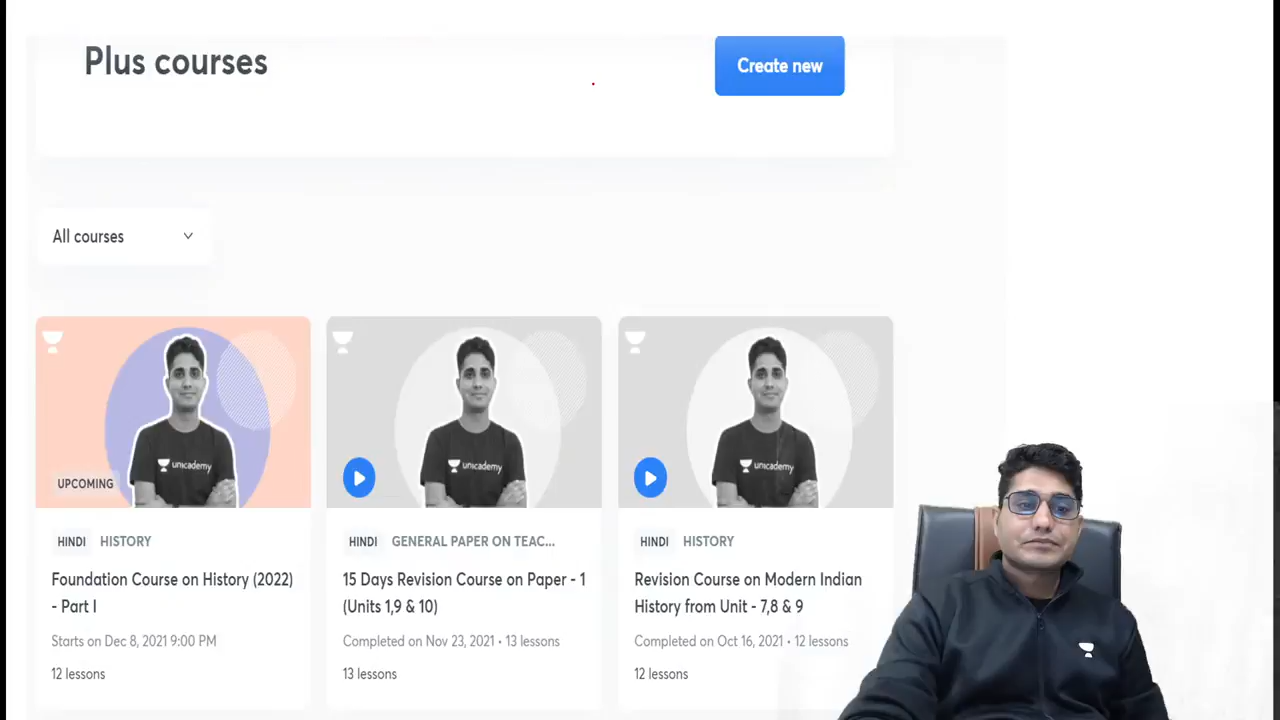 Plus courses
Create new
All courses
UPCOMING
unacademy
unacademy
unacademy
HINDI HISTORY
Foundation Course on History (2022)
- Part I
Starts on Dec 8, 2021 9:00 PM
12 lessons
HINDI GENERAL PAPER ON TEAC...
15 Days Revision Course on Paper - 1
(Units 1,9 & 10)
Completed on Nov 23, 2021 • 13 lessons
13 lessons
HINDI HISTORY
Revision Course on Modern Indian
History from Unit - 7,8 & 9
Completed on Oct 16, 2021 • 12 lessons
12 lessons